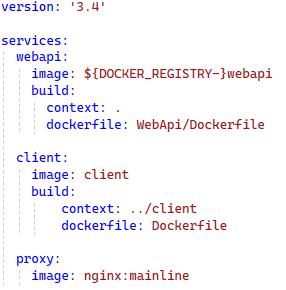 version: '3.4'

services:
  webapi:
    image: ${DOCKER_REGISTRY-}webapi
    build:
      context: .
      dockerfile: WebApi/Dockerfile

  client:
    image: client
    build:
        context: ../client
        dockerfile: Dockerfile

  proxy:
    image: nginx:mainline